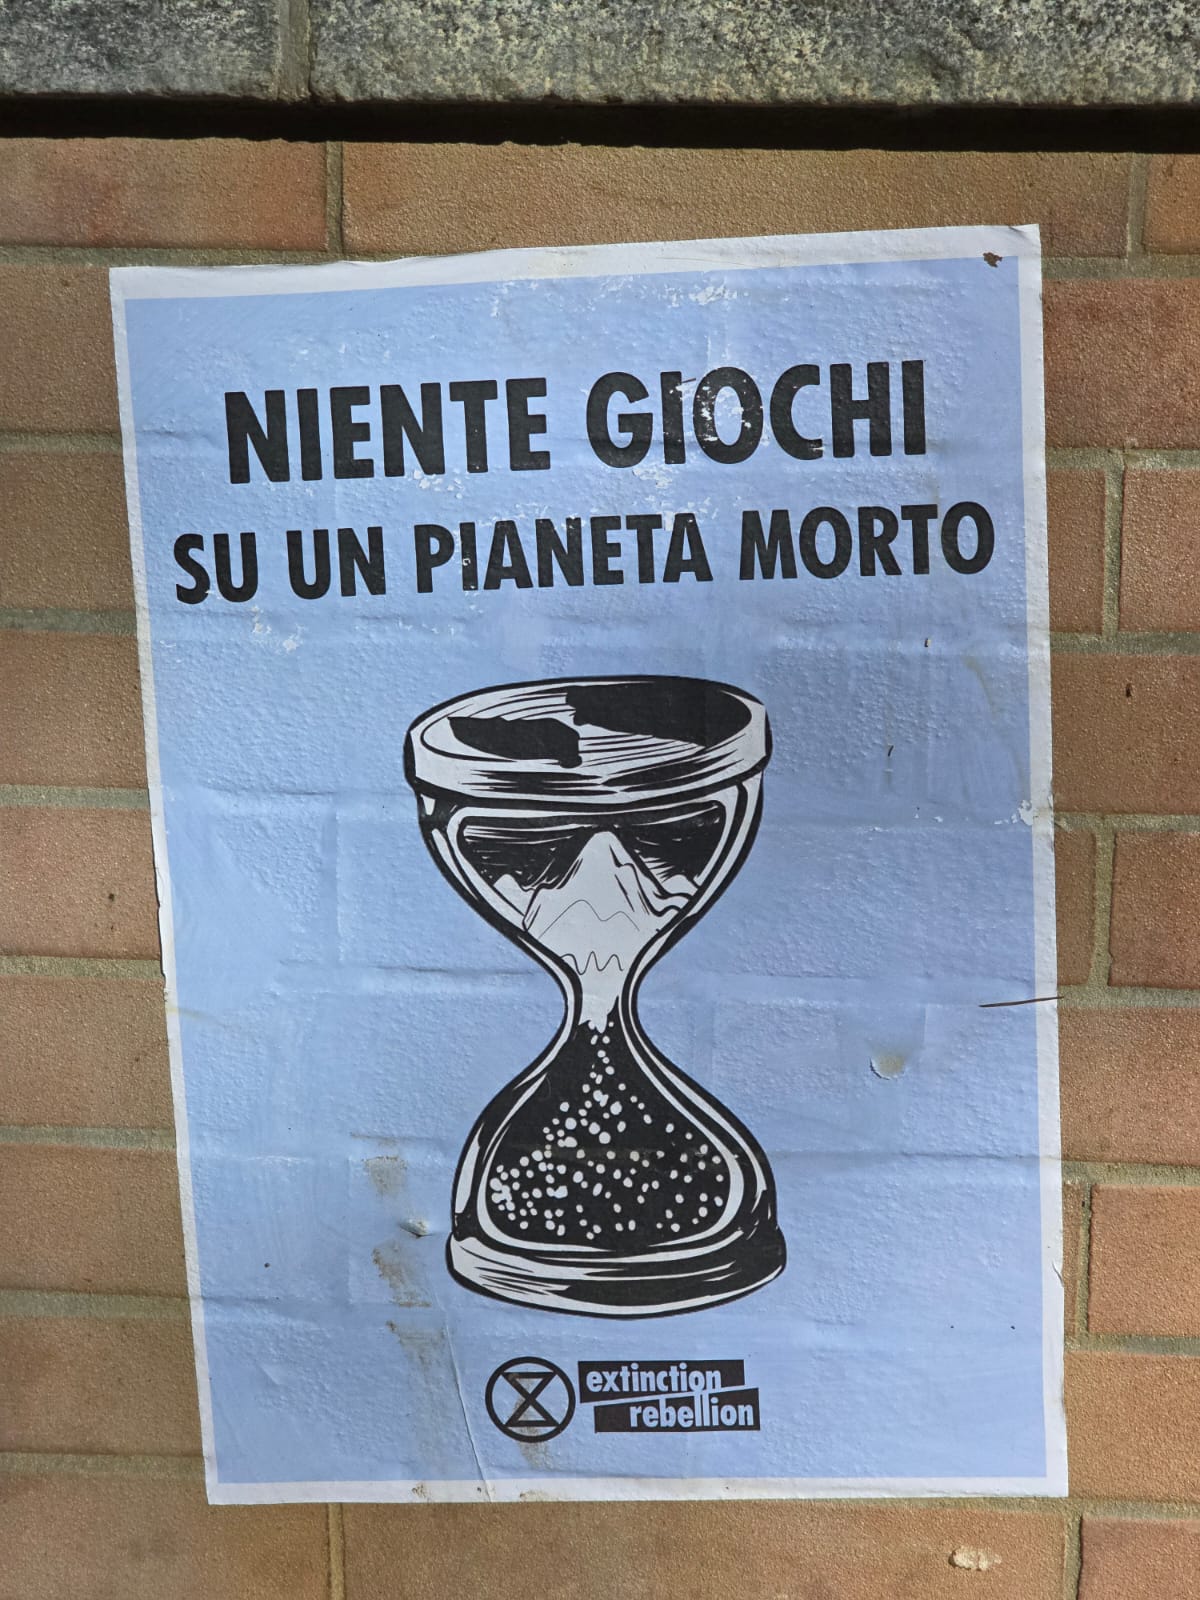 NIENTE GIOCHI
SU UN PIANETA MORTO
extinction
rebellion